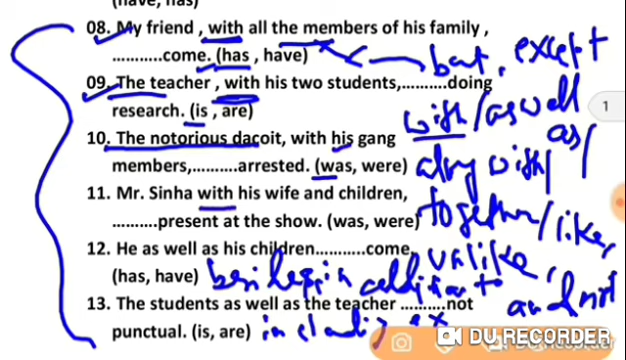 (have, has)
08. My friend , with all the members of his family ,
..........come. (has , have)
but, except
09. The teacher , with his two students,..........doing
research. (is , are)
with/as well
as/
1
10. The notorious dacoit, with his gang
members,..........arrested. (was, were)
along with/
11. Mr. Sinha with his wife and children,
..........present at the show. (was, were)
together/like,
12. He as well as his children..........come.
(has, have)
unlike,
in addition to
and not
13. The students as well as the teacher ..........not
punctual. (is, are)
including
DU RECORDER